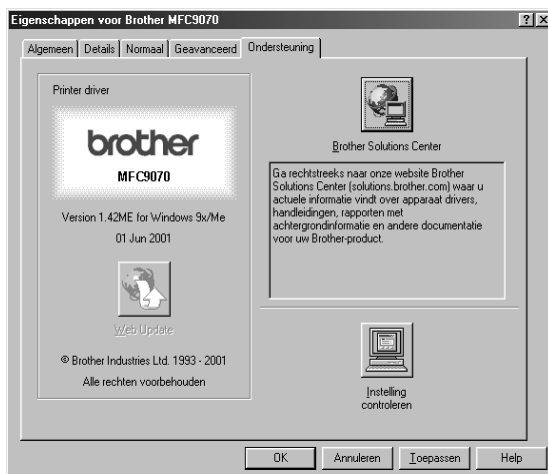 Eigenschappen voor Brother MFC9070
Algemeen Details Normaal Geavanceerd Ondersteuning
Printer driver
brother
MFC9070
Version 1.42ME for Windows 9x/Me
01 Jun 2001
Web Update
© Brother Industries Ltd. 1993 - 2001
Alle rechten voorbehouden
Brother Solutions Center
Ga rechtstreeks naar onze website Brother
Solutions Center (solutions.brother.com) waar u
actuele informatie vindt over apparaat drivers,
handleidingen, rapporten met
achtergrondinformatie en andere documentatie
voor uw Brother-product.
Instelling
controleren
OK Annuleren Toepassen Help